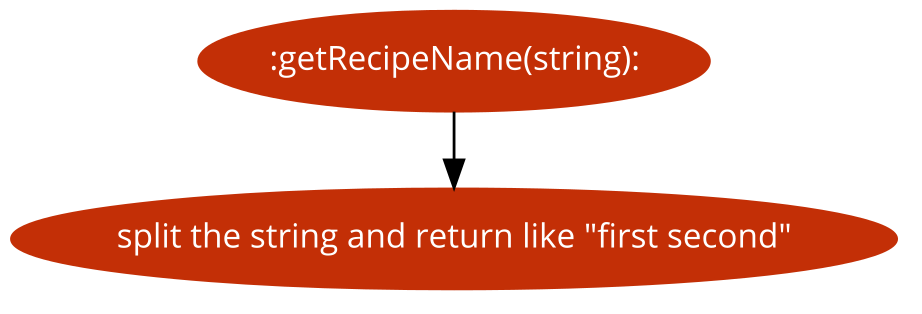 :getRecipeName(string):
split the string and return like "first second"